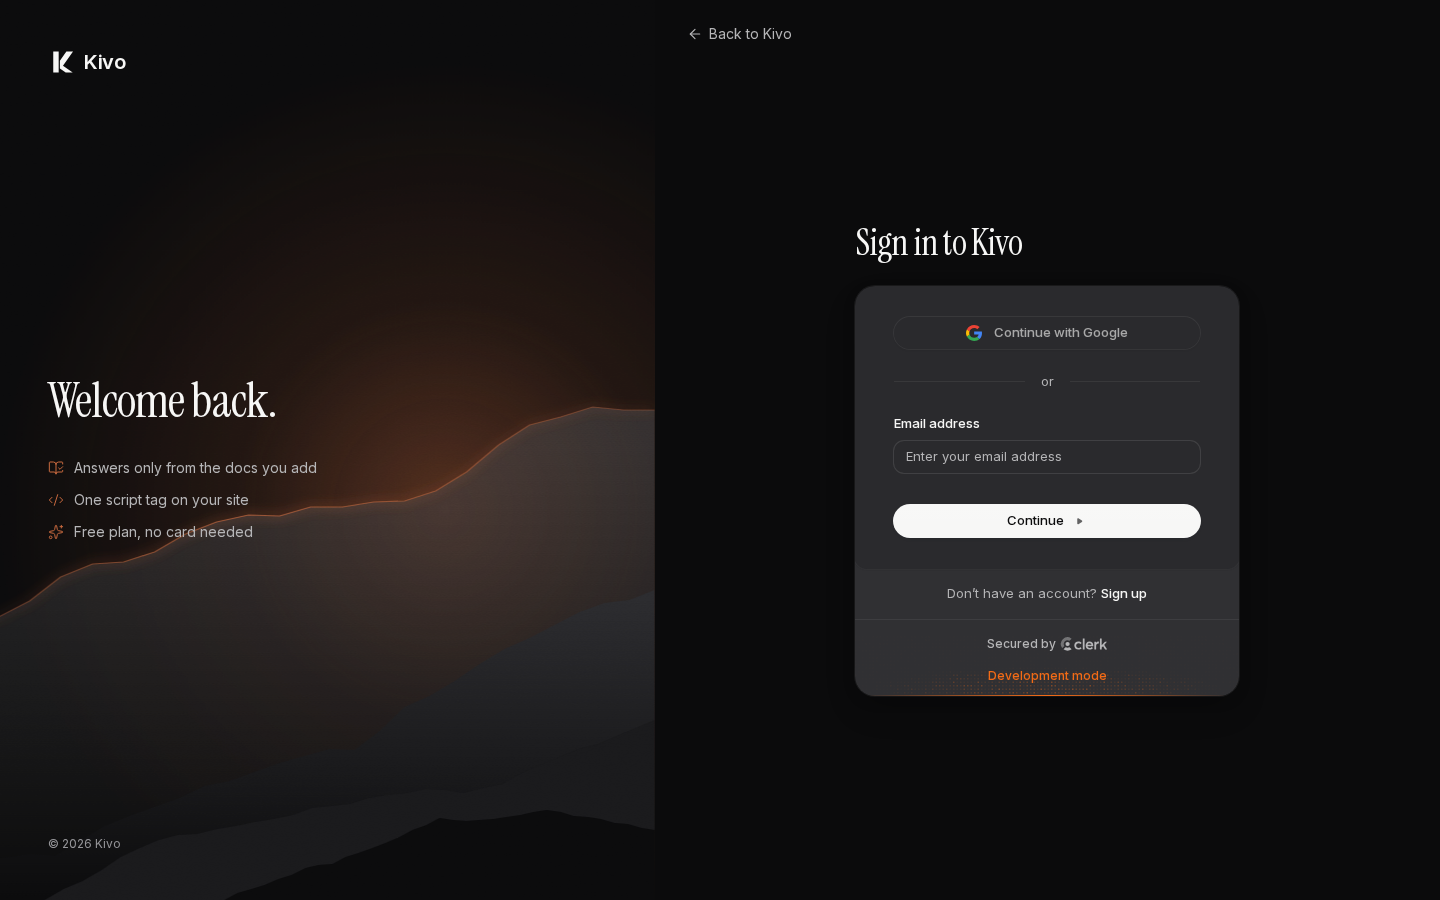 Kivo
Welcome back.
Answers only from the docs you add
One script tag on your site
Free plan, no card needed
© 2026 Kivo
Back to Kivo
Sign in to Kivo
Continue with Google
or
Email address
Enter your email address
Continue
Don’t have an account? Sign up
Secured by clerk
Development mode